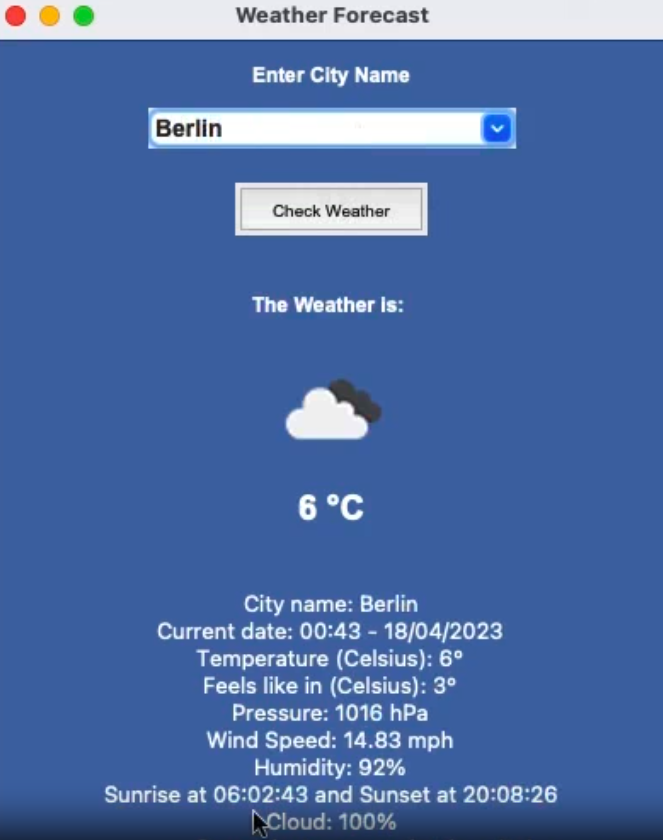 Weather Forecast
Enter City Name
Berlin
Check Weather
The Weather is:
6 °C
City name: Berlin
Current date: 00:43 - 18/04/2023
Temperature (Celsius): 6°
Feels like in (Celsius): 3°
Pressure: 1016 hPa
Wind Speed: 14.83 mph
Humidity: 92%
Sunrise at 06:02:43 and Sunset at 20:08:26
Cloud: 100%